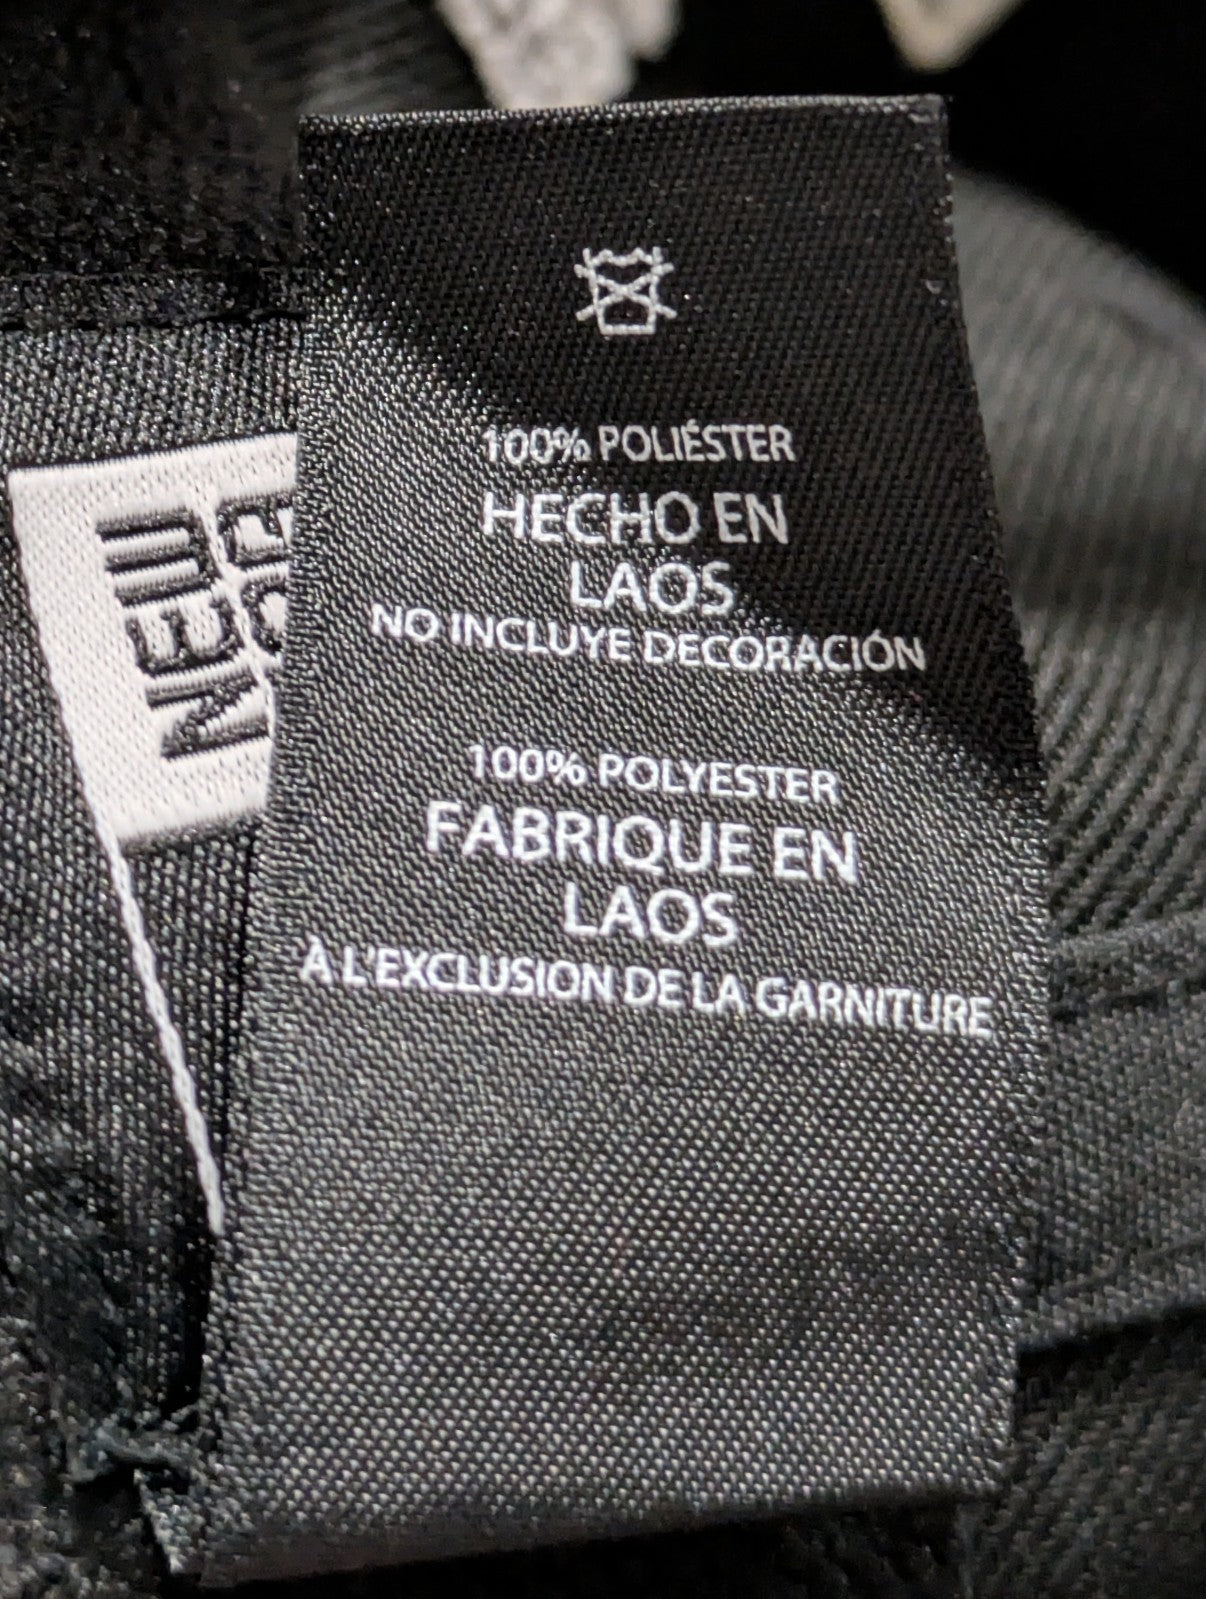 100% POLIÉSTER
HECHO EN
LAOS
NO INCLUYE DECORACIÓN
100% POLYESTER
FABRIQUE EN
LAOS
À L'EXCLUSION DE LA GARNITURE